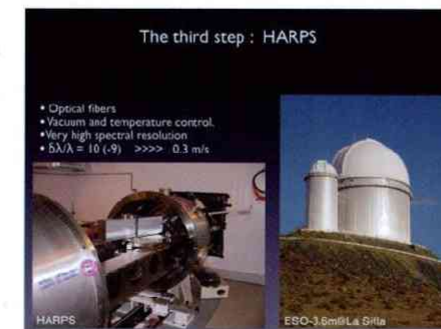 The third step : HARPS
• Optical fibers
• Vacuum and temperature control.
• Very high spectral resolution
• δλ/λ = 10 (-9) >>>> 0.3 m/s
HARPS
ESO-3.6m@La Silla